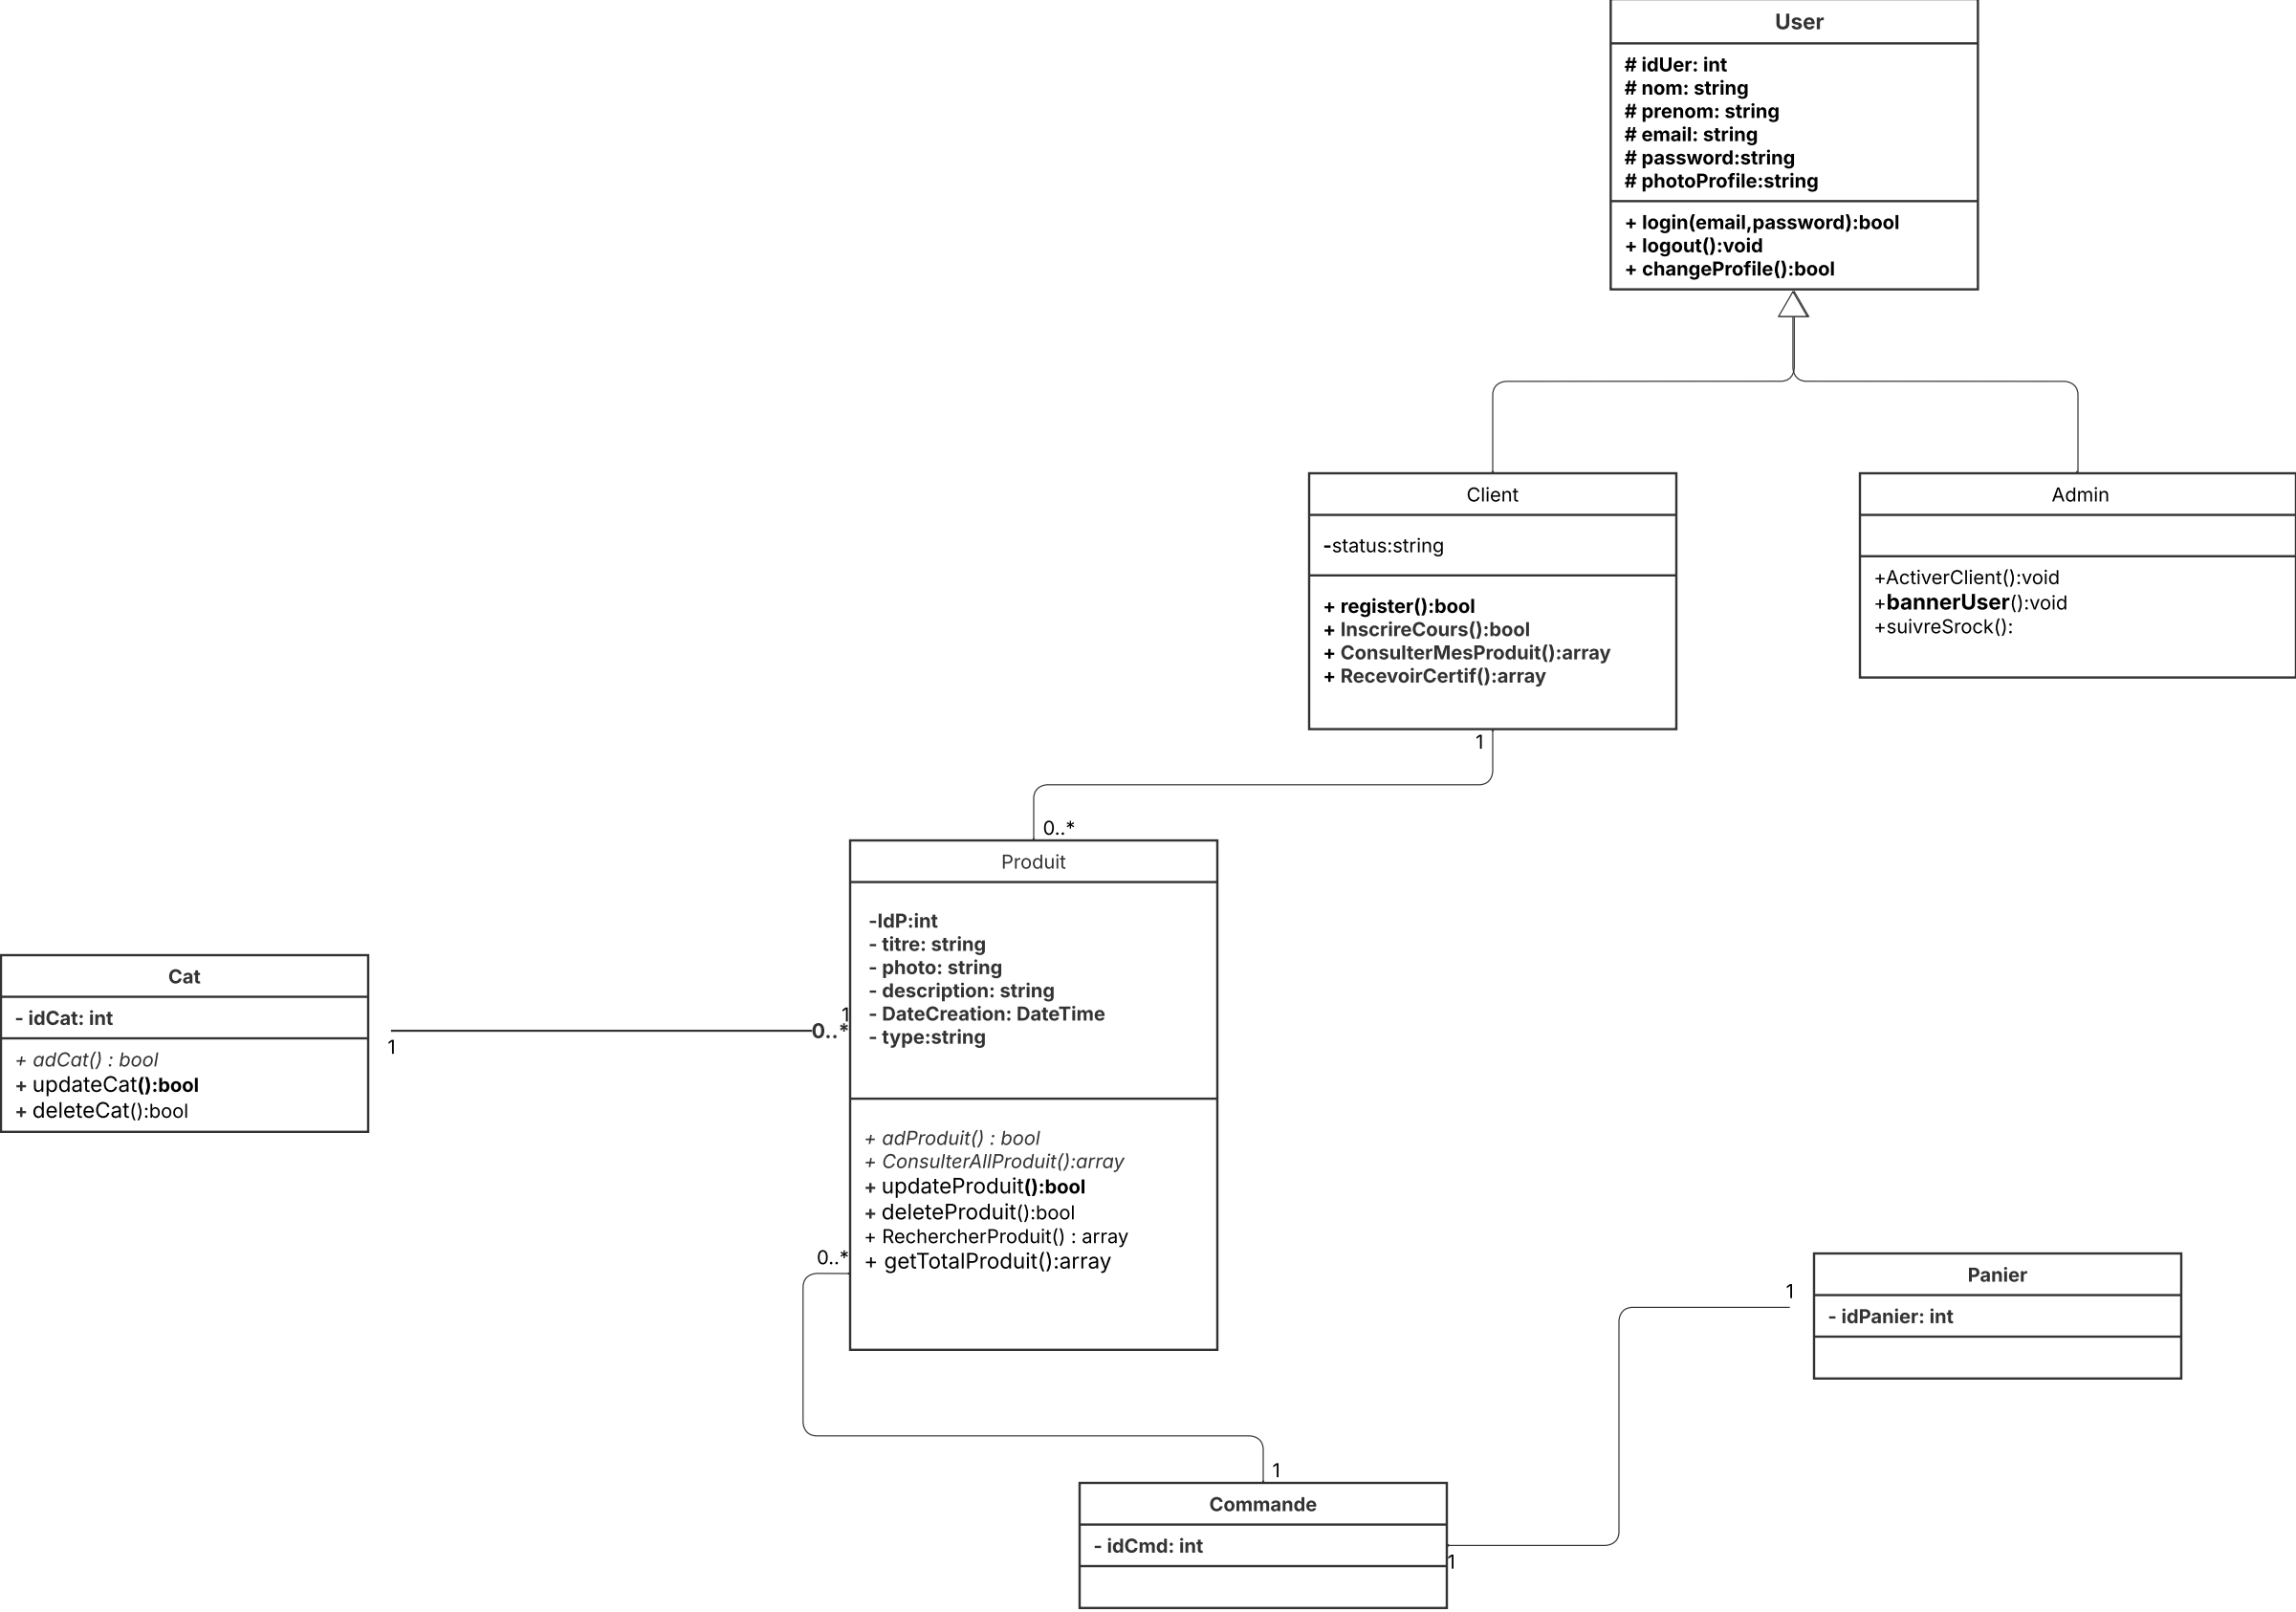 User
# idUer: int
# nom: string
# prenom: string
# email: string
# password:string
# photoProfile:string
+ login(email,password):bool
+ logout():void
+ changeProfile():bool
Client
-status:string
+ register():bool
+ InscrireCours():bool
+ ConsulterMesProduit():array
+ RecevoirCertif():array
Admin
+ActiverClient():void
+bannerUser():void
+suivreSrock():
1
0..*
Produit
-IdP:int
- titre: string
- photo: string
- description: string
- DateCreation: DateTime
- type:string
+ adProduit() : bool
+ ConsulterAllProduit():array
+ updateProduit():bool
+ deleteProduit():bool
+ RechercherProduit() : array
+ getTotalProduit():array
Cat
- idCat: int
+ adCat() : bool
+ updateCat():bool
+ deleteCat():bool
1
1
0..*
0..*
1
Panier
- idPanier: int
1
Commande
- idCmd: int
1